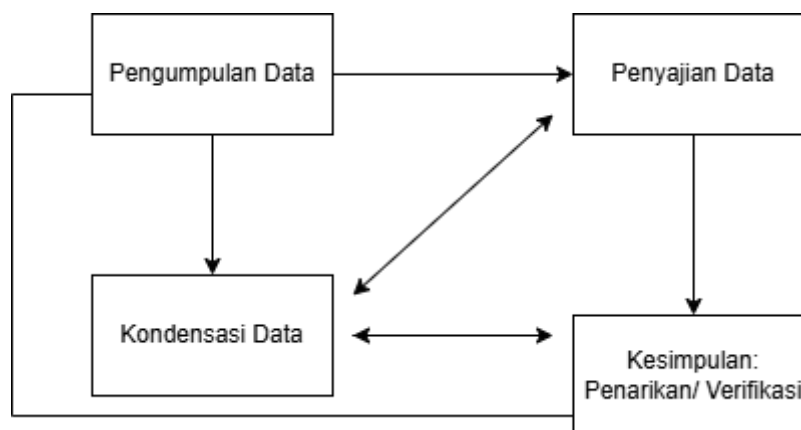 Pengumpulan Data
Penyajian Data
Kondensasi Data
Kesimpulan:
Penarikan/ Verifikasi